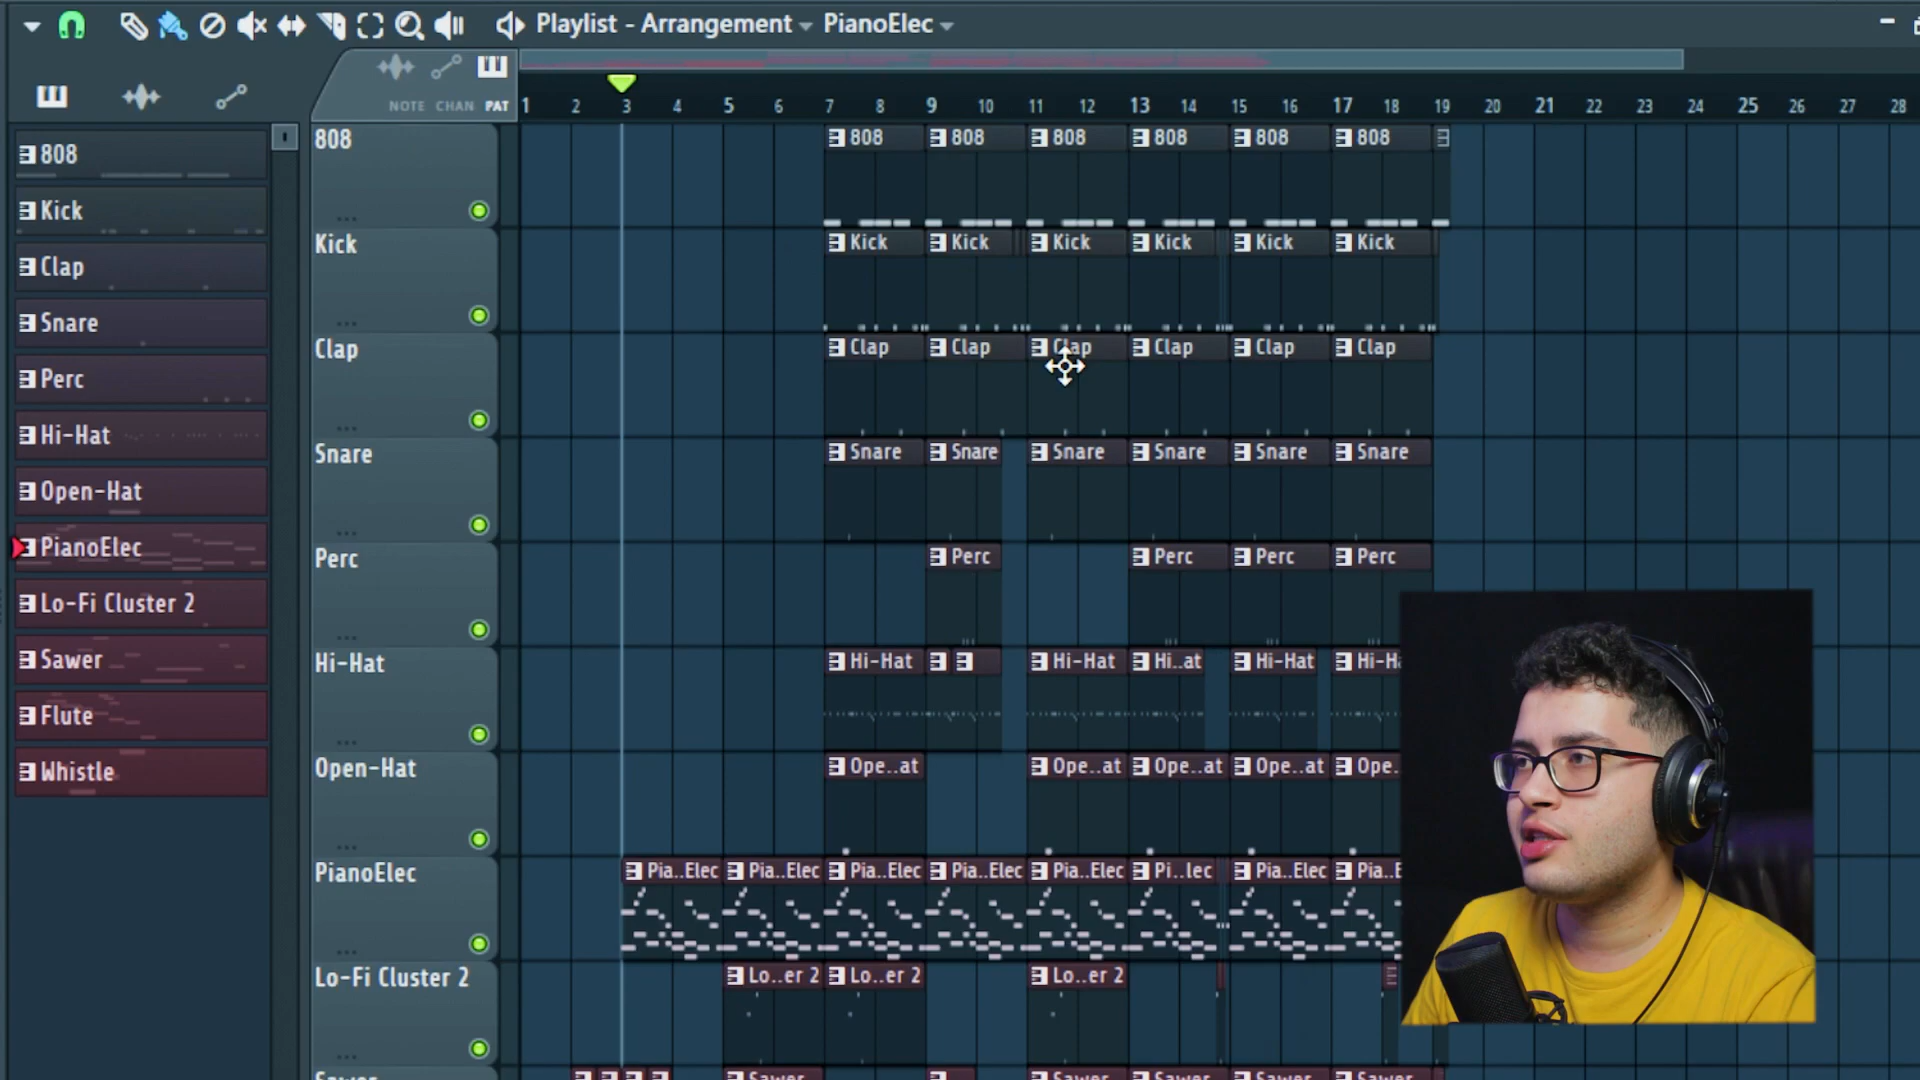 Playlist - Arrangement PianoElec
NOTE CHAN PAT
1 2 3 4 5 6 7 8 9 10 11 12 13 14 15 16 17 18 19 20 21 22 23 24 25 26 27 28
808
Kick
Clap
Snare
Perc
Hi-Hat
Open-Hat
PianoElec
Lo-Fi Cluster 2
Sawer
Flute
Whistle
808 808 808 808 808 808 808
Kick Kick Kick Kick Kick Kick Kick
Clap Clap Clap Clap Clap Clap Clap
Snare Snare Snare Snare Snare Snare Snare
Perc Perc Perc Perc Perc
Hi-Hat Hi-Hat Hi-Hat Hi..at Hi-Hat Hi-H
Open-Hat Ope..at Ope..at Ope..at Ope..at Ope.
PianoElec Pia..Elec Pia..Elec Pia..Elec Pia..Elec Pia..Elec Pi..lec Pia..Elec Pia..E
Lo-Fi Cluster 2 Lo..er 2 Lo..er 2 Lo..er 2
Sawer Sawer Sawer Sawer Sawer Sawer